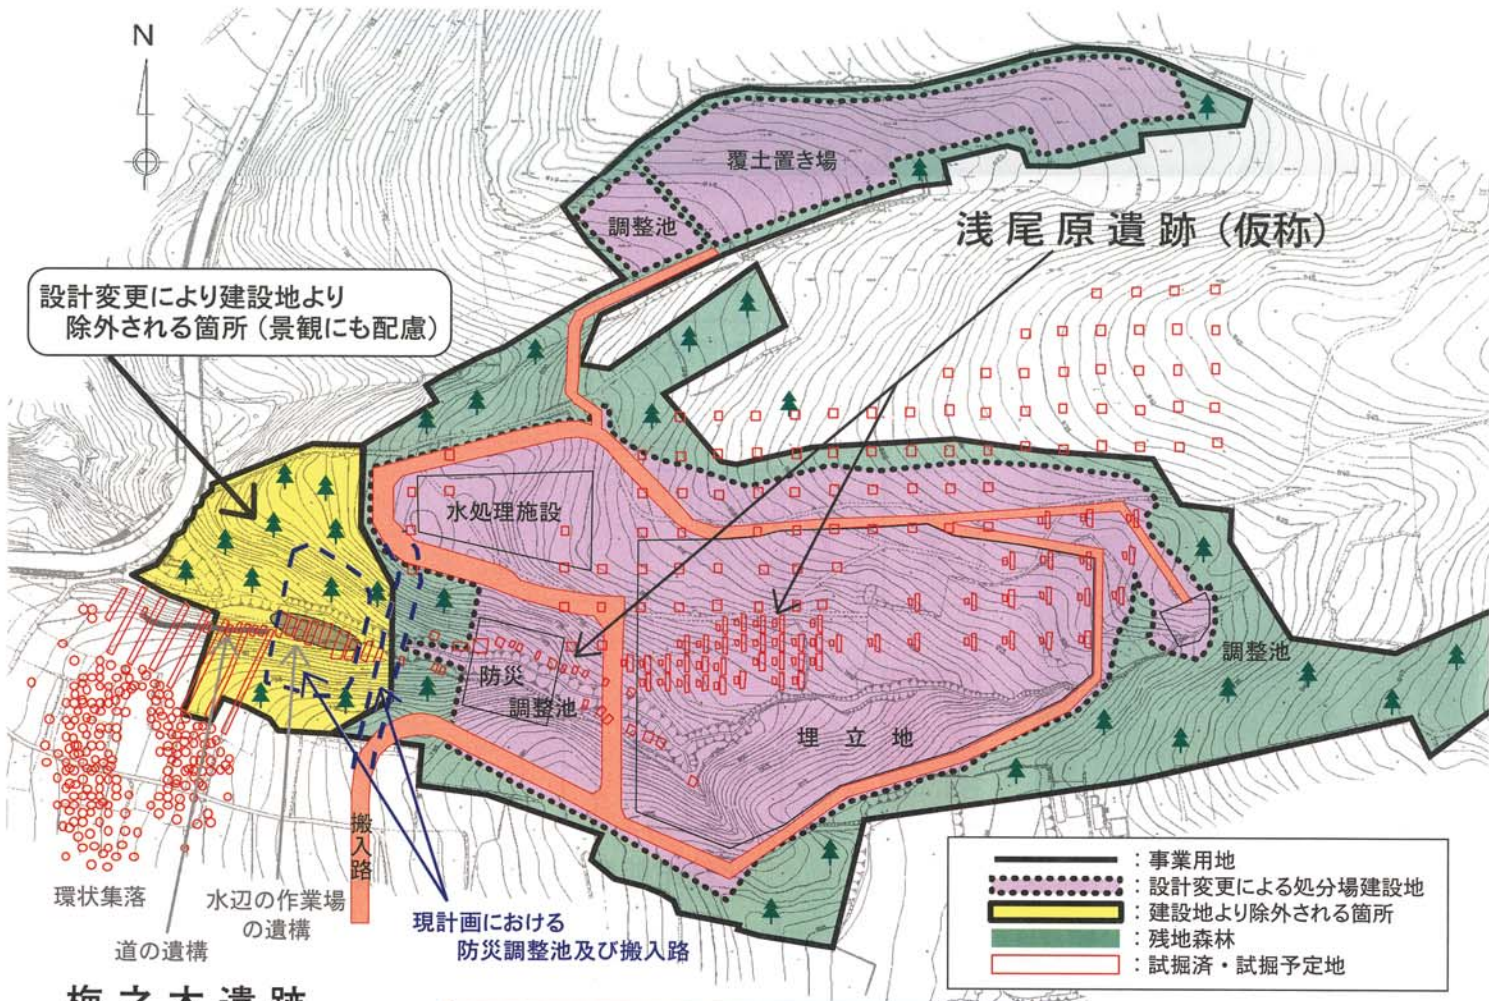 N
覆土置き場
調整池
浅尾原遺跡（仮称）
設計変更により建設地より
除外される箇所（景観にも配慮）
水処理施設
防災
調整池
調整池
埋立地
搬入路
環状集落
水辺の作業場
の遺構
道の遺構
現計画における
防災調整池及び搬入路
梅之木遺跡
：事業用地
：設計変更による処分場建設地
：建設地より除外される箇所
：残地森林
：試掘済・試掘予定地